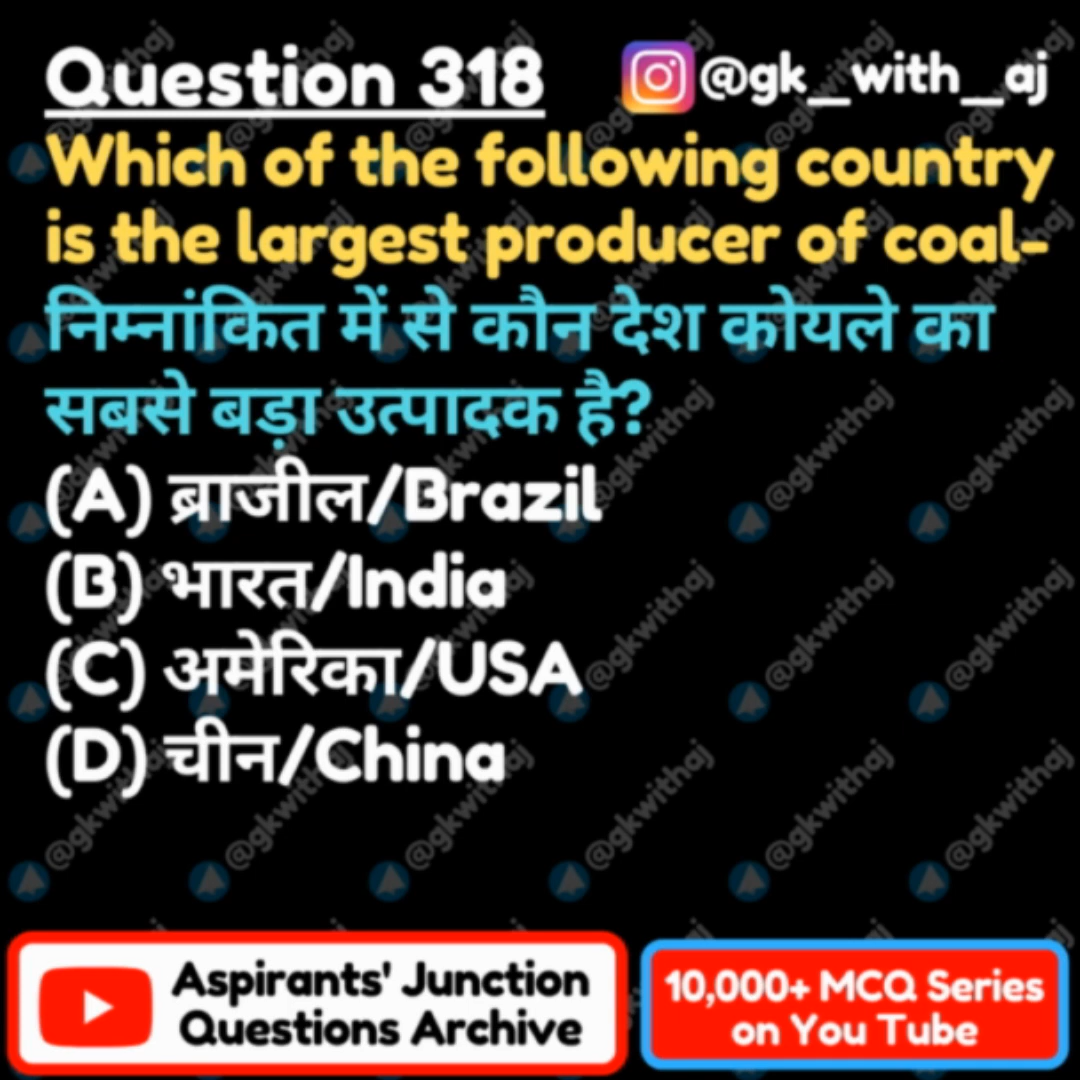 Question 318 @gk_with_aj
Which of the following country
is the largest producer of coal-
निम्नांकित में से कौन देश कोयले का
सबसे बड़ा उत्पादक है?
(A) ब्राजील/Brazil
(B) भारत/India
(C) अमेरिका/USA
(D) चीन/China
@gkwithaj
Aspirants' Junction
Questions Archive
10,000+ MCQ Series
on You Tube